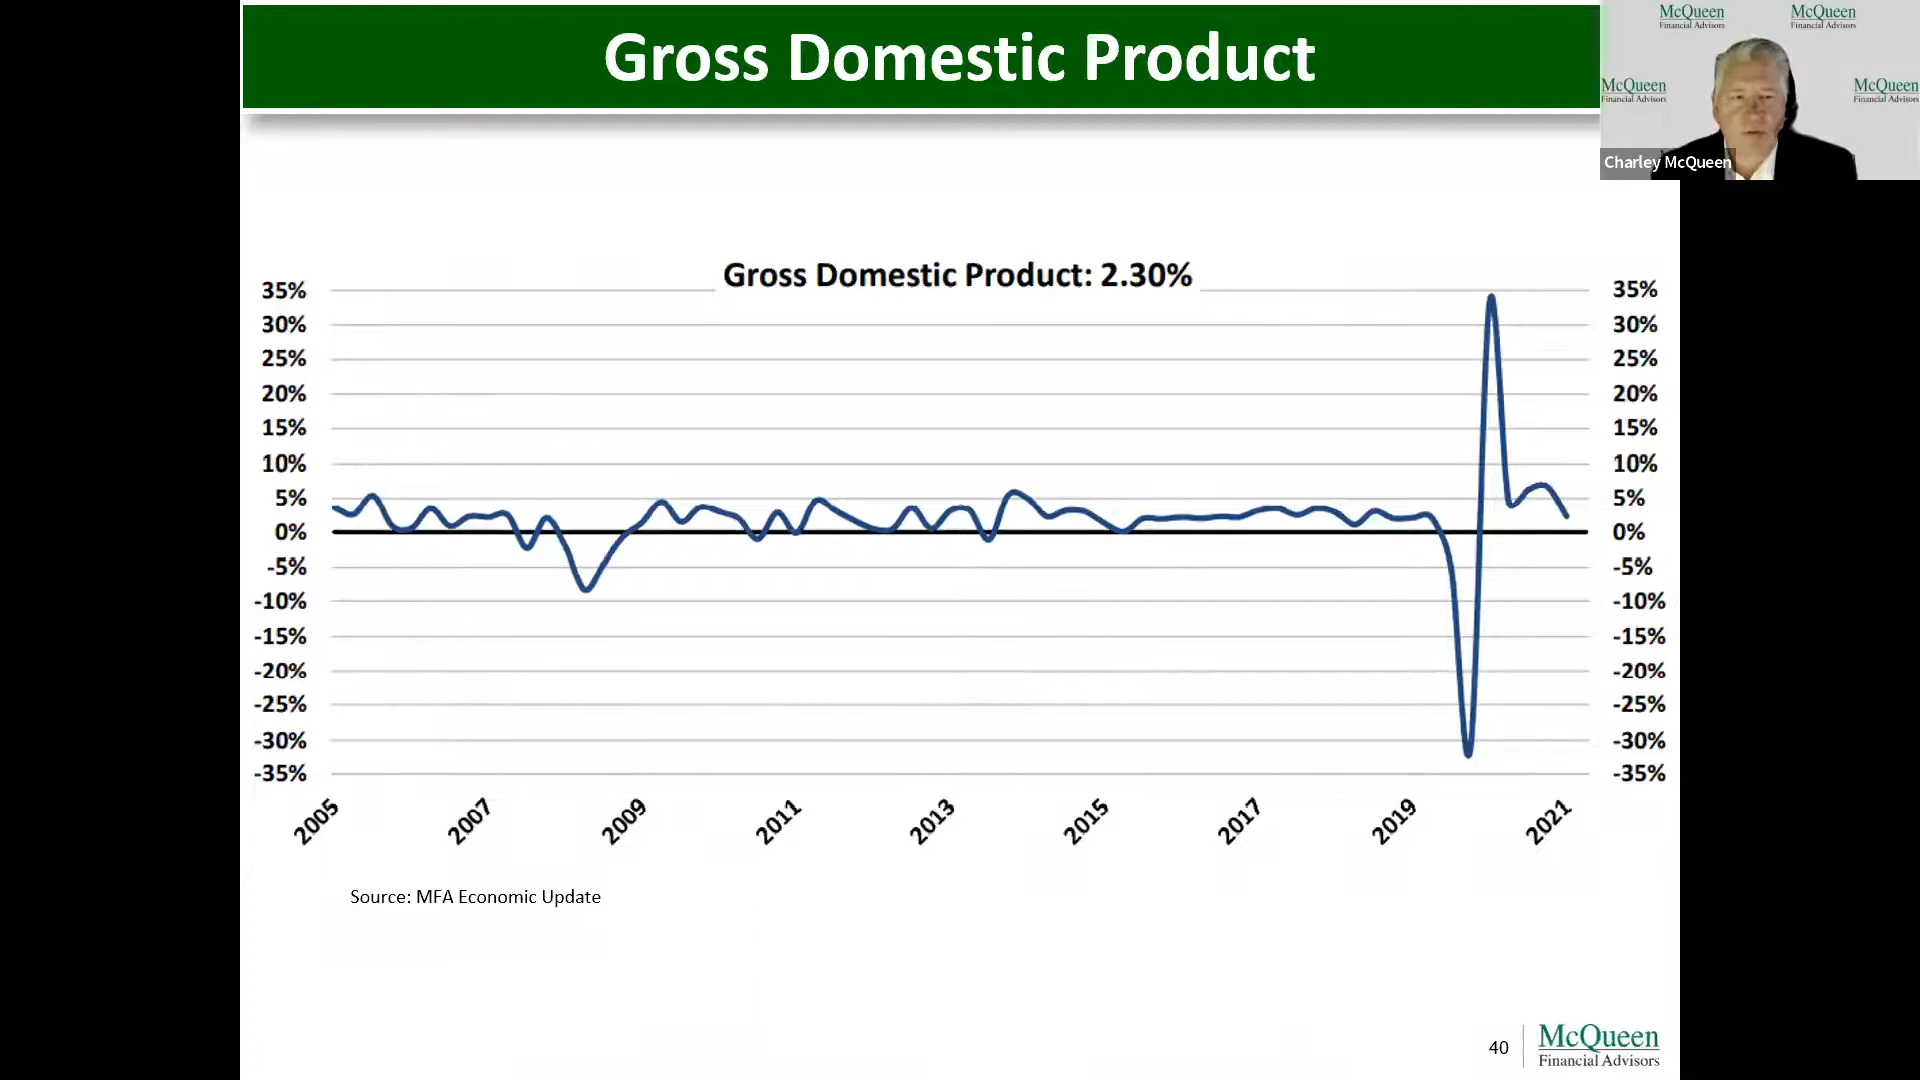 Gross Domestic Product
McQueen
Financial Advisors
McQueen
Financial Advisors
McQueen
Financial Advisors
McQueen
Financial Advisors
Charley McQueen
Gross Domestic Product: 2.30%
35% 35%
30% 30%
25% 25%
20% 20%
15% 15%
10% 10%
5% 5%
0% 0%
-5% -5%
-10% -10%
-15% -15%
-20% -20%
-25% -25%
-30% -30%
-35% -35%
2005 2007 2009 2011 2013 2015 2017 2019 2021
Source: MFA Economic Update
40
McQueen
Financial Advisors